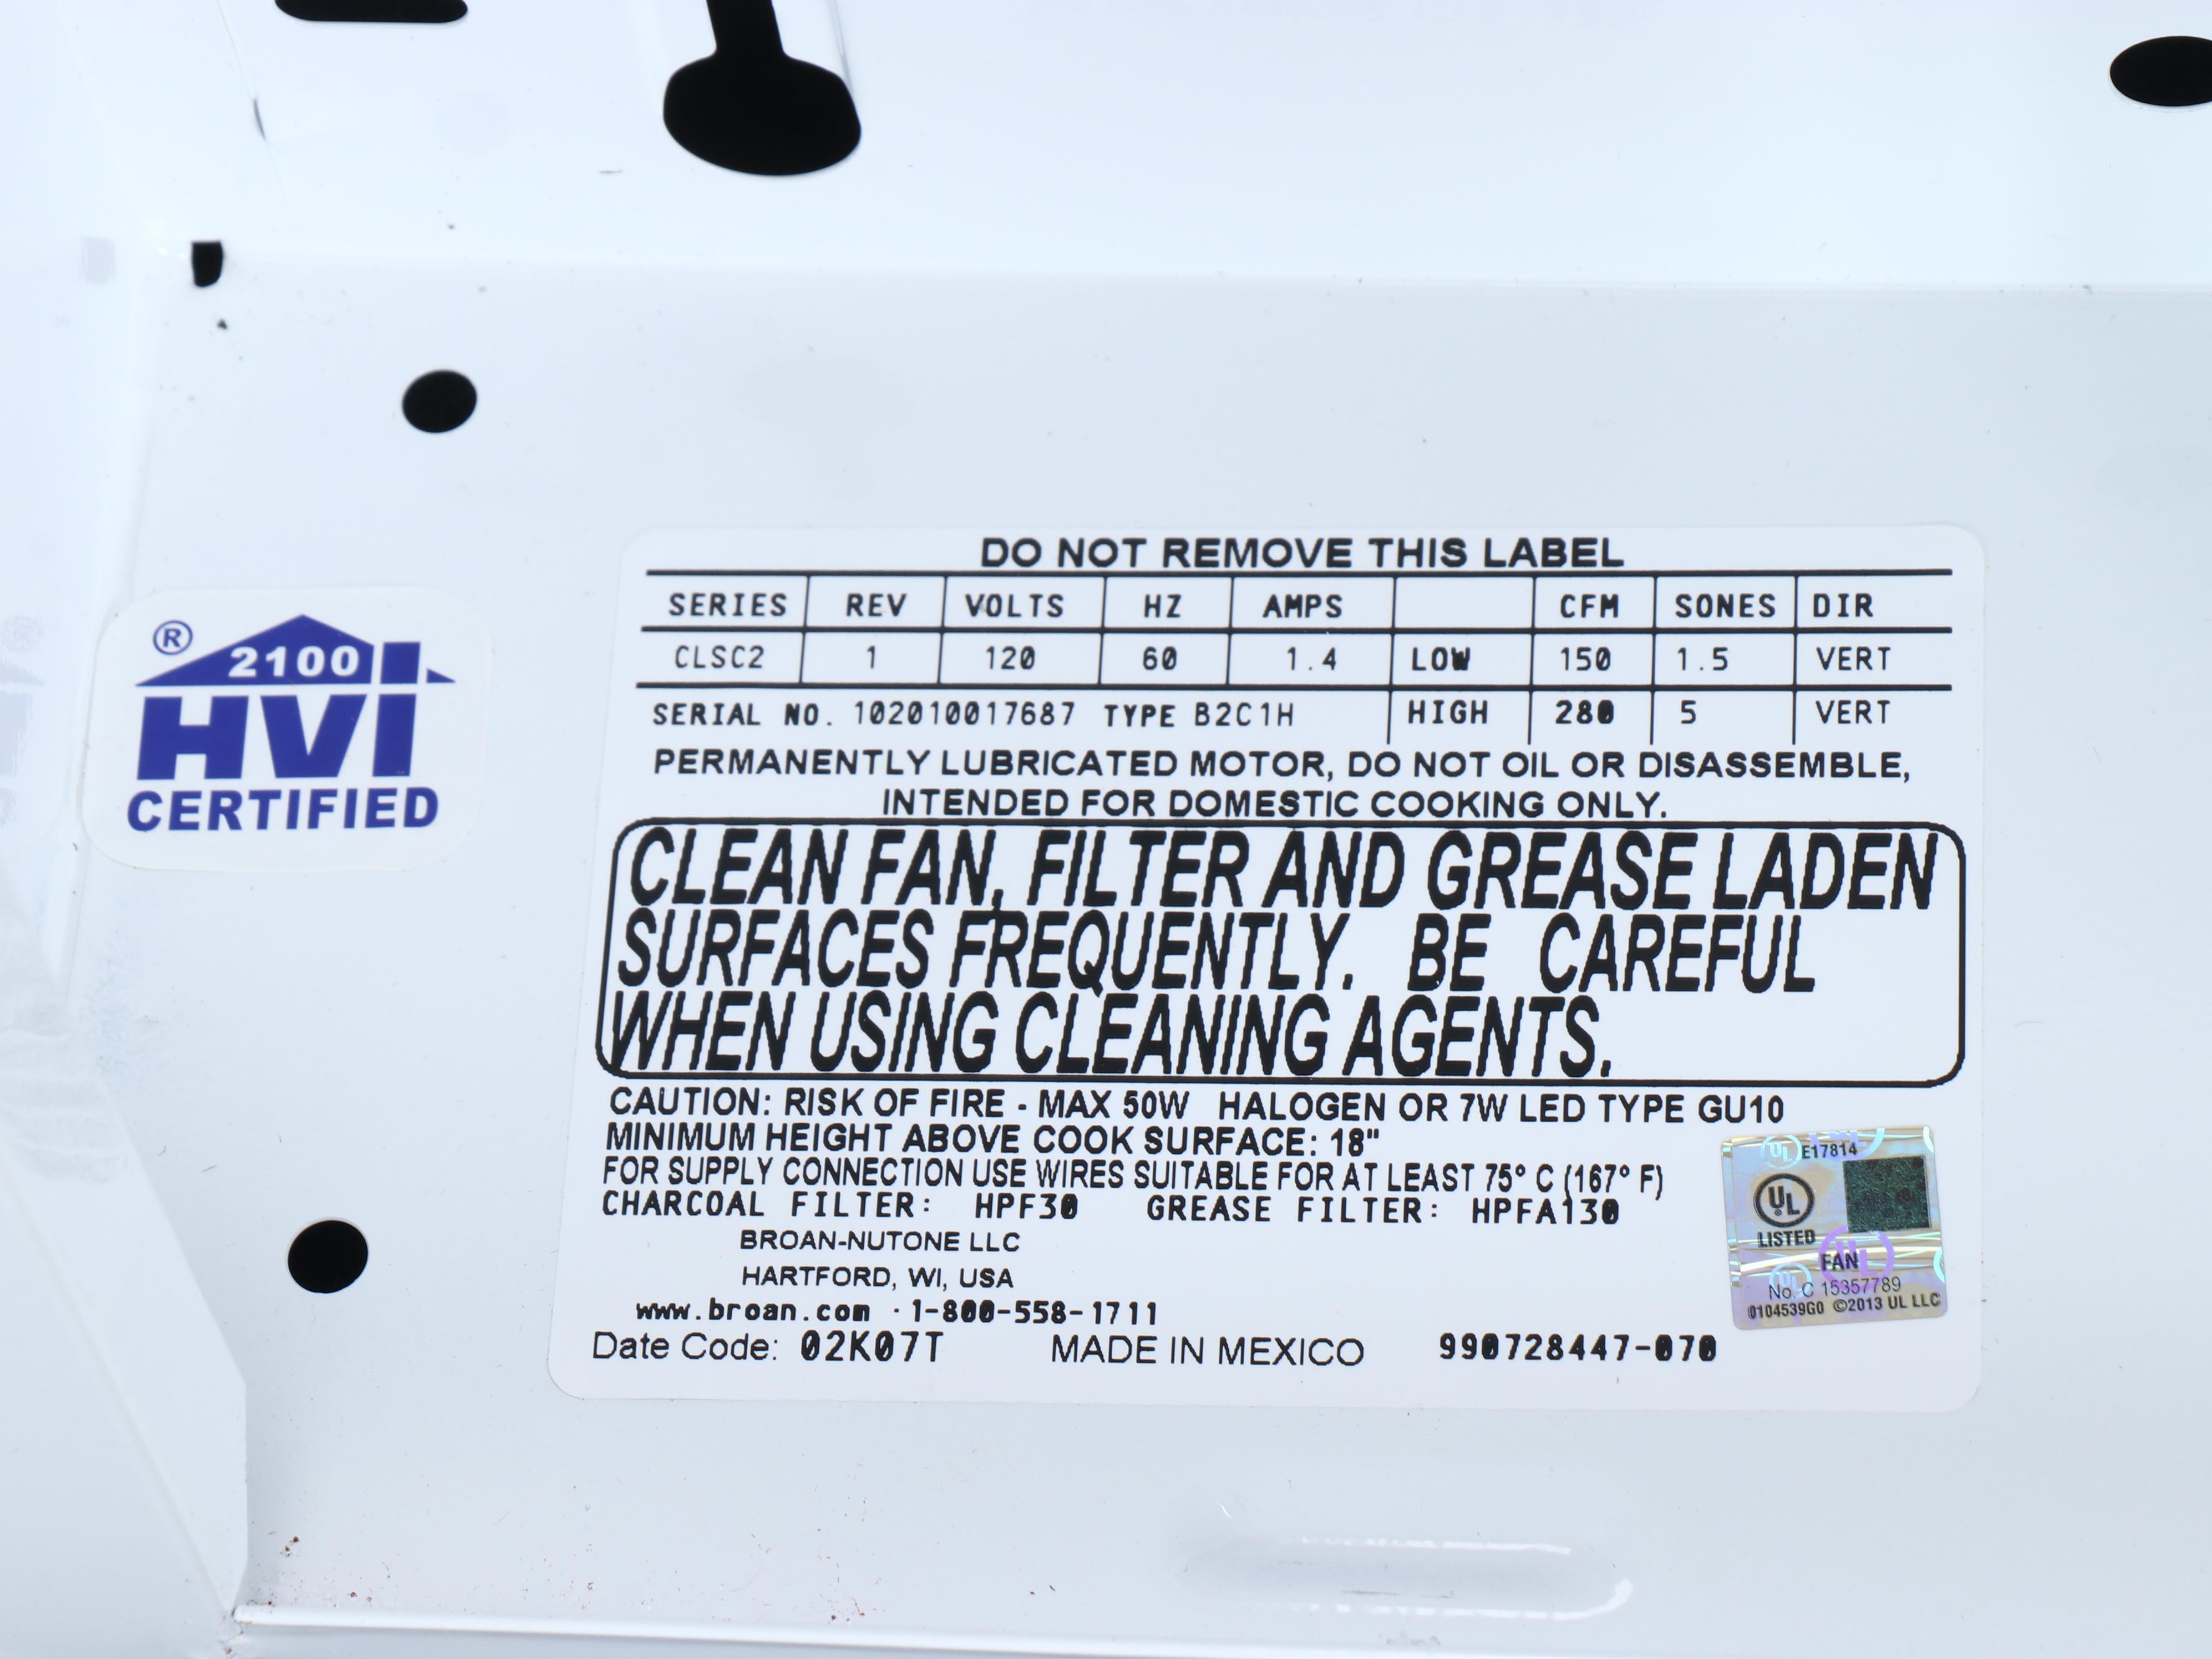 DO NOT REMOVE THIS LABEL
SERIES REV VOLTS HZ AMPS CFM SONES DIR
CLSC2 1 120 60 1.4 LOW 150 1.5 VERT
SERIAL NO. 102010017687 TYPE B2C1H HIGH 280 5 VERT
PERMANENTLY LUBRICATED MOTOR, DO NOT OIL OR DISASSEMBLE,
INTENDED FOR DOMESTIC COOKING ONLY.
CLEAN FAN, FILTER AND GREASE LADEN
SURFACES FREQUENTLY. BE CAREFUL
WHEN USING CLEANING AGENTS.
CAUTION: RISK OF FIRE - MAX 50W HALOGEN OR 7W LED TYPE GU10
MINIMUM HEIGHT ABOVE COOK SURFACE: 18"
FOR SUPPLY CONNECTION USE WIRES SUITABLE FOR AT LEAST 75° C (167° F)
CHARCOAL FILTER: HPF30 GREASE FILTER: HPFA130
BROAN-NUTONE LLC
HARTFORD, WI, USA
www.broan.com · 1-800-558-1711
Date Code: 02K07T MADE IN MEXICO 990728447-070
®
2100
HVI
CERTIFIED
UL E17814
UL
LISTED
FAN
UL
No. C 15357789
0104539G0 ©2013 UL LLC